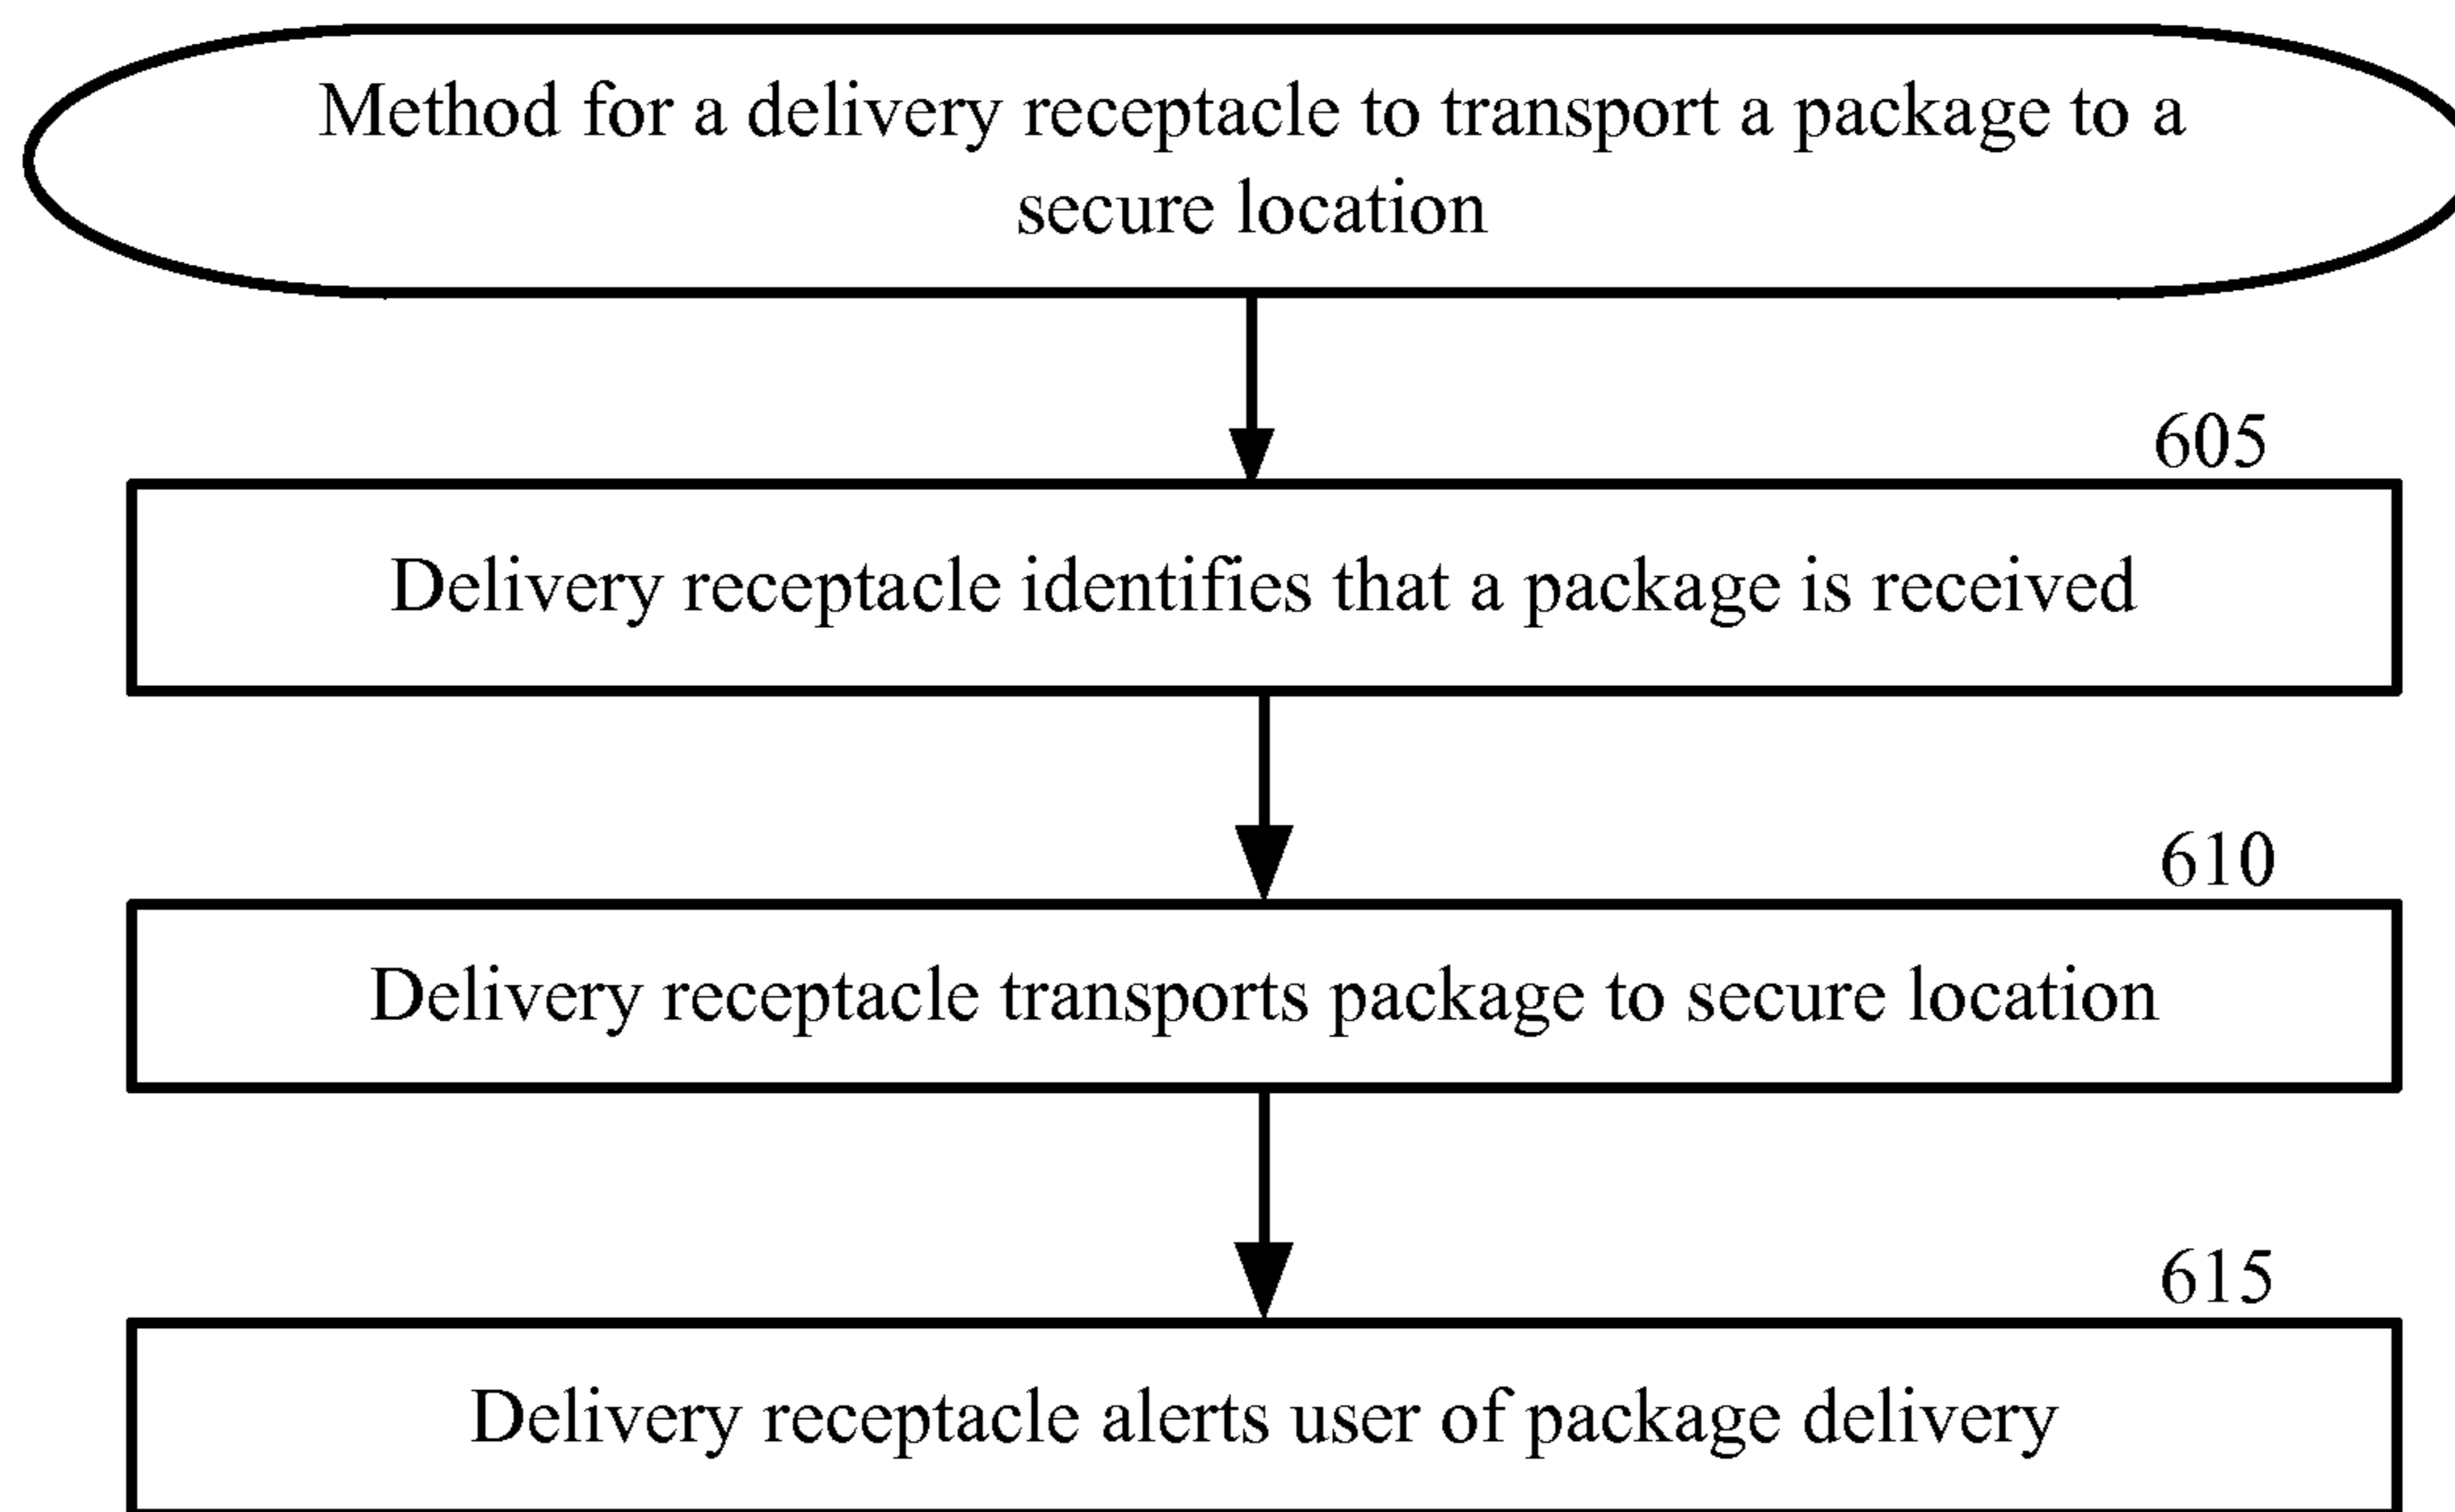 Method for a delivery receptacle to transport a package to a
secure location
605
Delivery receptacle identifies that a package is received
610
Delivery receptacle transports package to secure location
615
Delivery receptacle alerts user of package delivery